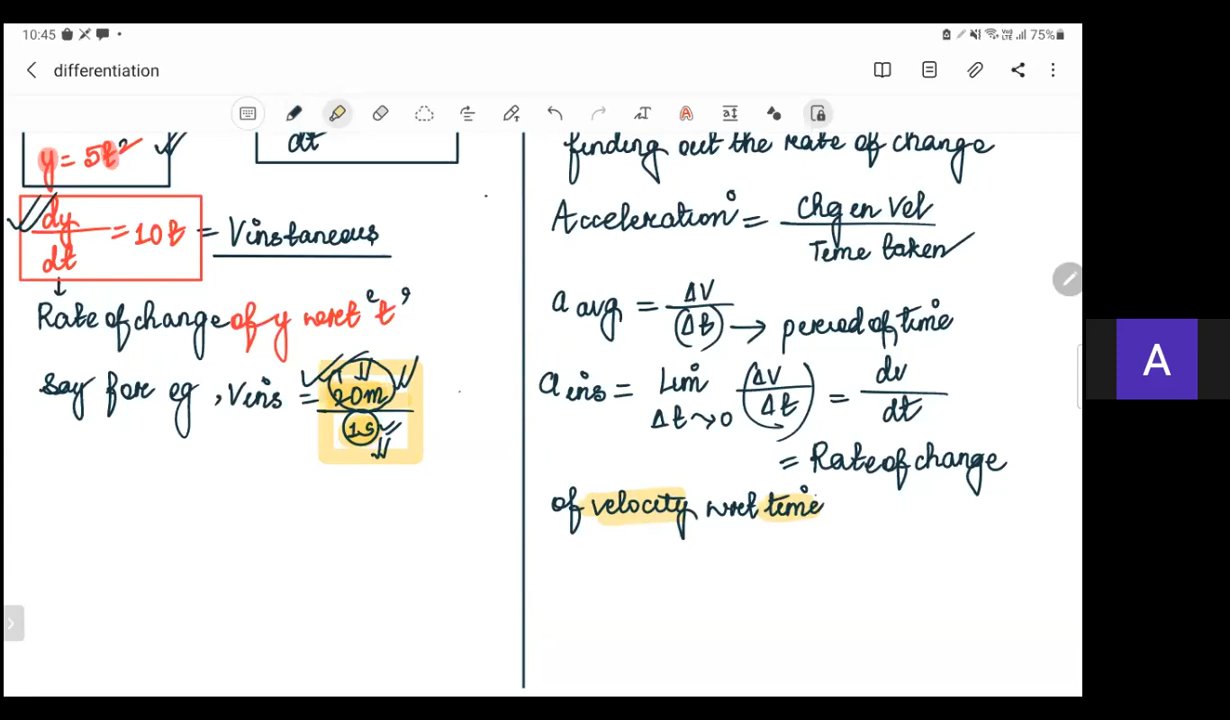 10:45
75%
differentiation
y = 5t²
dt
dy/dt = 10t = Vinstaneous
Rate of change of y w.r.t 't'
Say for eg, Vins = 20m/1s
finding out the rate of change
Acceleration = Chg in Vel/Time taken
a avg = ΔV/Δt → period of time
a ins = Lim Δt→0 (ΔV/Δt) = dv/dt
= Rate of change
of velocity w.r.t time
A